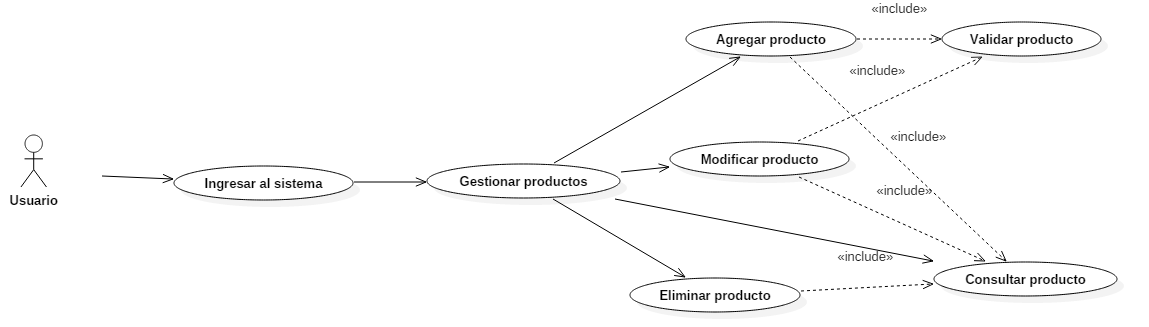 «include»
Agregar producto
Validar producto
«include»
«include»
Modificar producto
Usuario
Ingresar al sistema
Gestionar productos
«include»
«include»
Eliminar producto
Consultar producto